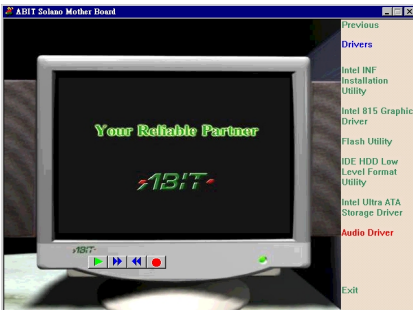 ABIT Solano Mother Board
Your Reliable Partner
ABIT
ABIT
Previous
Drivers
Intel INF
Installation
Utility
Intel 815 Graphic
Driver
Flash Utility
IDE HDD Low
Level Format
Utility
Intel Ultra ATA
Storage Driver
Audio Driver
Exit